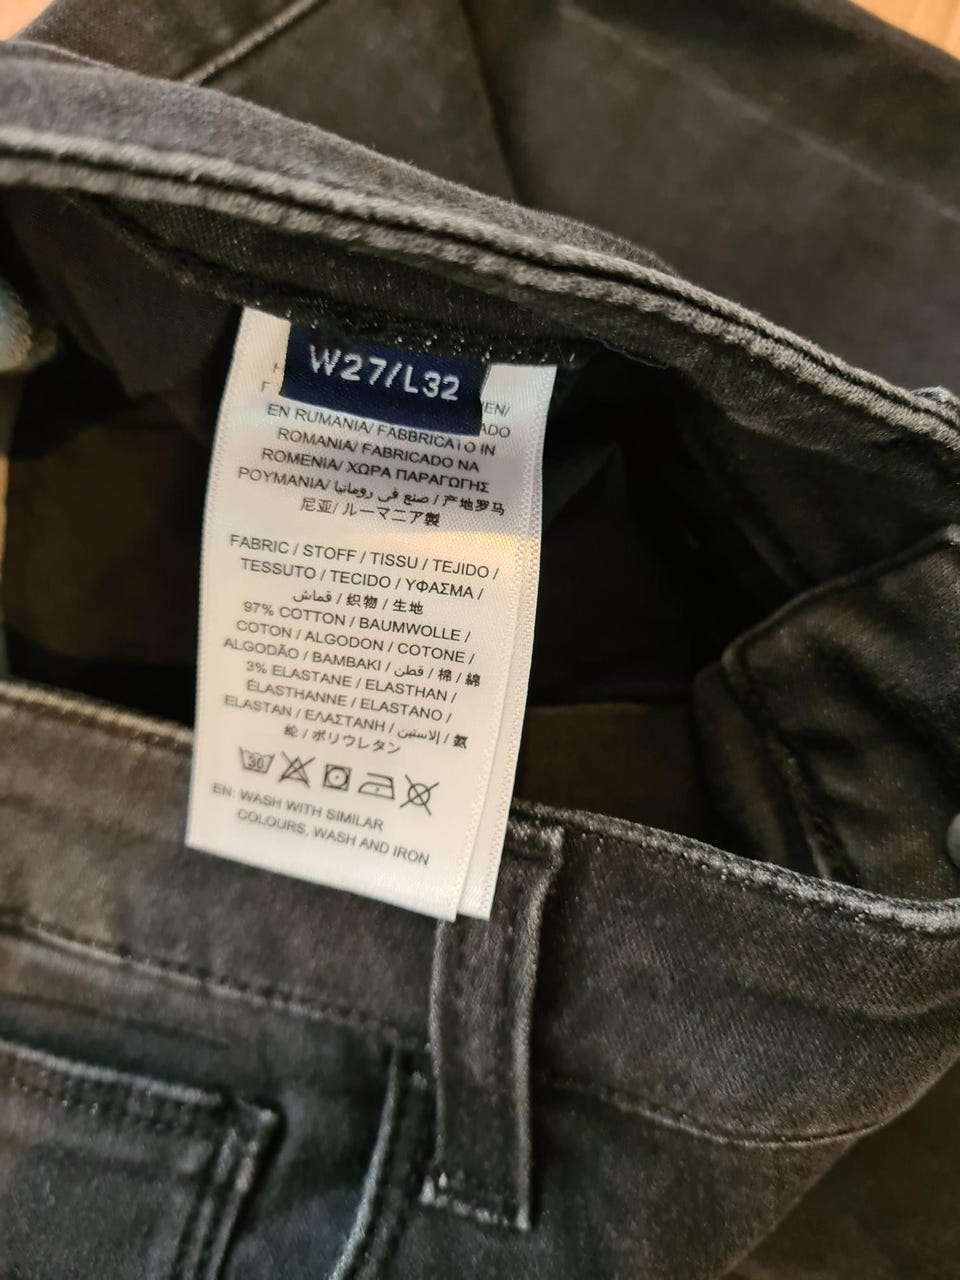 W27/L32
EN/
EN RUMANIA/ FABBRICATO IN
ROMANIA/ FABRICADO NA
ROMENIA/ ΧΩΡΑ ΠΑΡΑΓΩΓΗΣ
ΡΟΥΜΑΝΙΑ/ صنع في رومانيا / 产地罗马
尼亚/ ルーマニア製
FABRIC / STOFF / TISSU / TEJIDO /
TESSUTO / TECIDO / ΥΦΑΣΜΑ /
قماش / 织物 / 生地
97% COTTON / BAUMWOLLE /
COTON / ALGODON / COTONE /
ALGODÃO / BAMBAKI / قطن / 棉 / 綿
3% ELASTANE / ELASTHAN /
ÉLASTHANNE / ELASTANO /
ELASTAN / ΕΛΑΣΤΑΝΗ / الاستين / 氨
纶 / ポリウレタン
30
EN: WASH WITH SIMILAR
COLOURS, WASH AND IRON